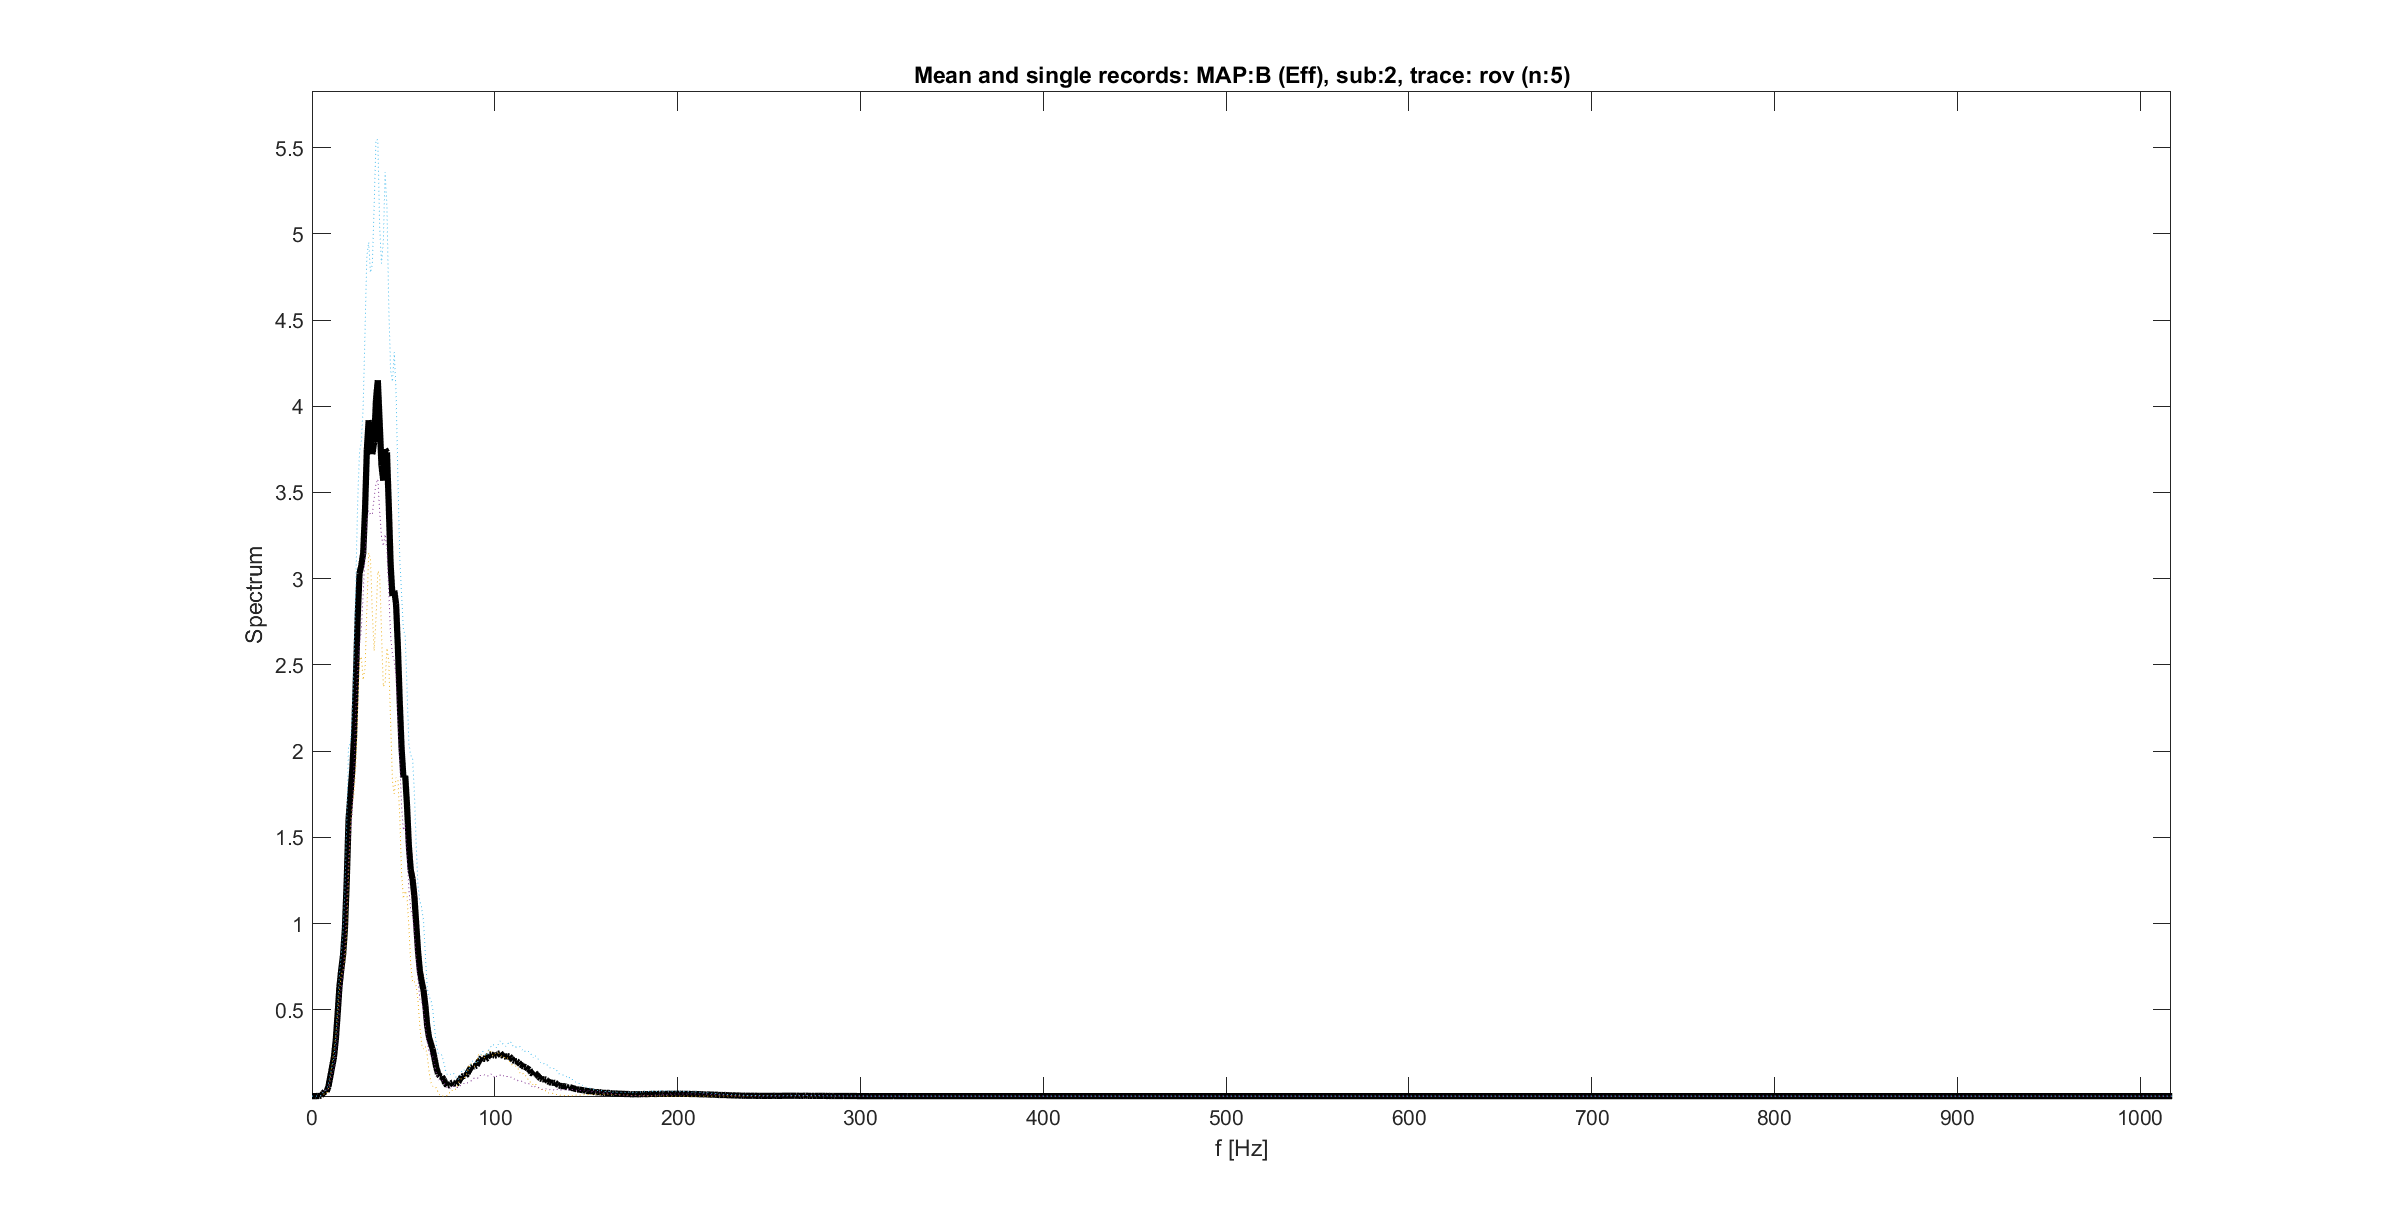 Mean and single records: MAP:B (Eff), sub:2, trace: rov (n:5)
5.5
5
4.5
4
3.5
3
2.5
2
1.5
1
0.5
Spectrum
0 100 200 300 400 500 600 700 800 900 1000
f [Hz]